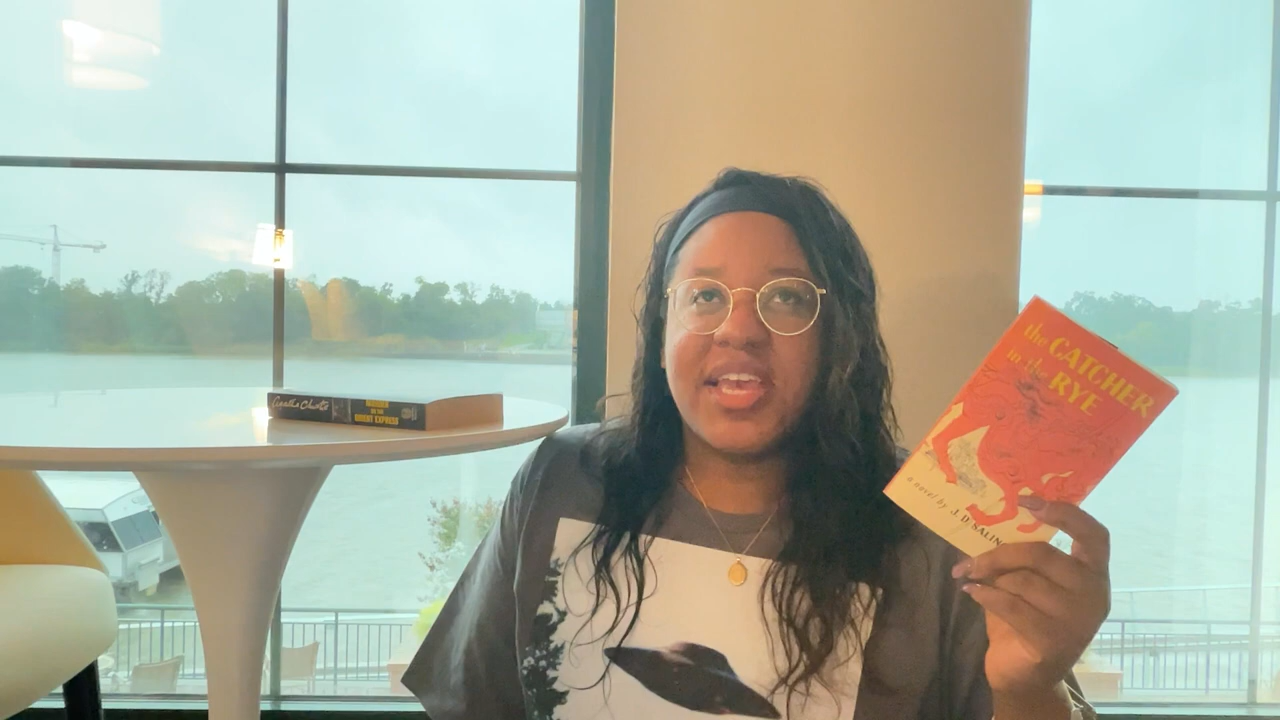 Agatha Christie
MURDER
ON THE
ORIENT EXPRESS
the CATCHER
in the RYE
a novel by J. D. SALIN